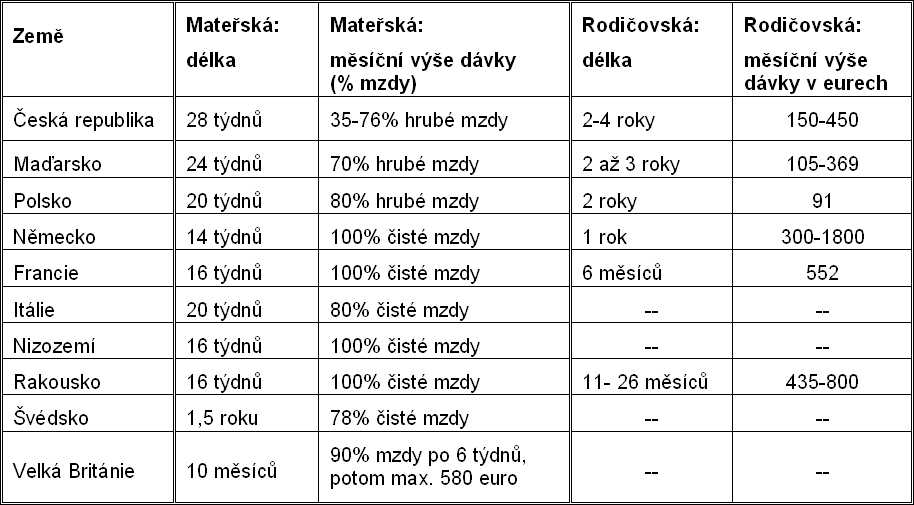 Země | Mateřská: délka | Mateřská: měsíční výše dávky (% mzdy) | Rodičovská: délka | Rodičovská: měsíční výše dávky v eurech
Česká republika | 28 týdnů | 35-76% hrubé mzdy | 2-4 roky | 150-450
Maďarsko | 24 týdnů | 70% hrubé mzdy | 2 až 3 roky | 105-369
Polsko | 20 týdnů | 80% hrubé mzdy | 2 roky | 91
Německo | 14 týdnů | 100% čisté mzdy | 1 rok | 300-1800
Francie | 16 týdnů | 100% čisté mzdy | 6 měsíců | 552
Itálie | 20 týdnů | 80% čisté mzdy | -- | --
Nizozemí | 16 týdnů | 100% čisté mzdy | -- | --
Rakousko | 16 týdnů | 100% čisté mzdy | 11- 26 měsíců | 435-800
Švédsko | 1,5 roku | 78% čisté mzdy | -- | --
Velká Británie | 10 měsíců | 90% mzdy po 6 týdnů, potom max. 580 euro | -- | --